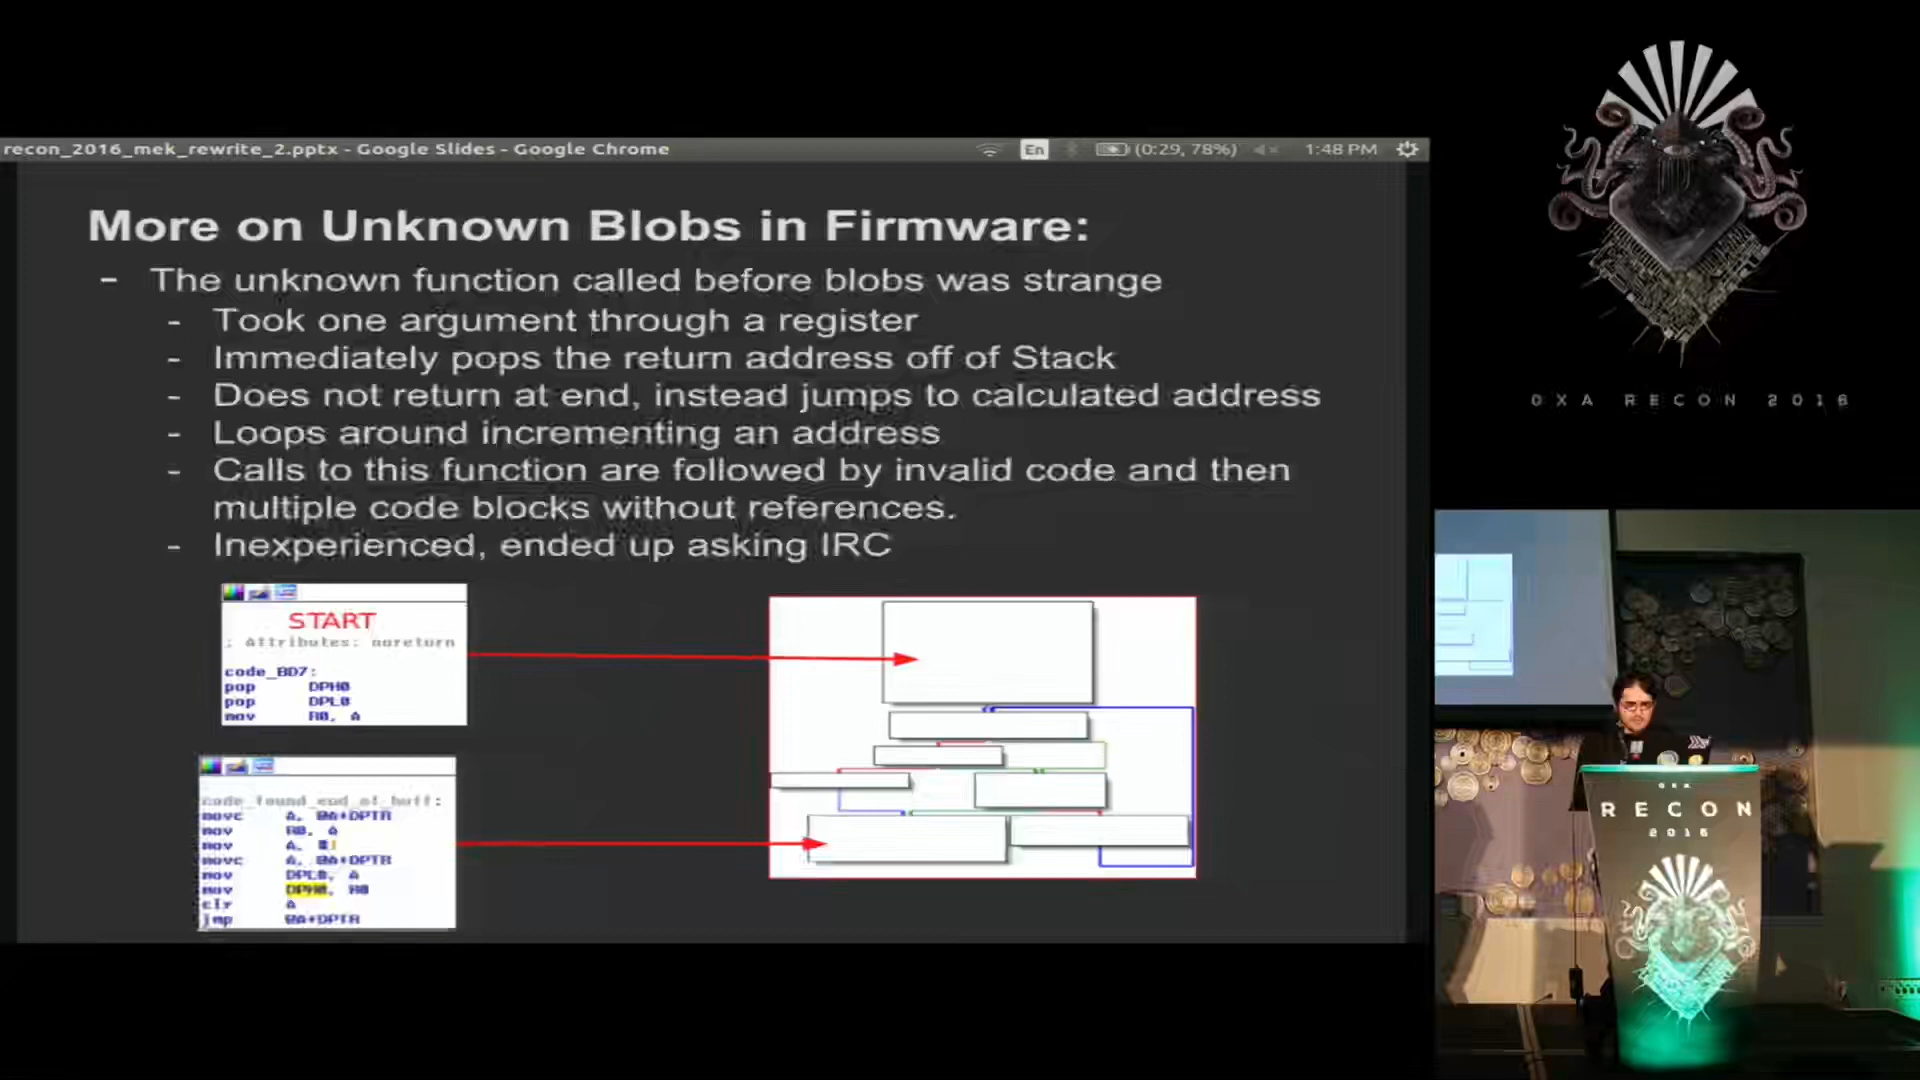 recon_2016_mek_rewrite_2.pptx - Google Slides - Google Chrome
En
(0:29, 78%)
1:48 PM
More on Unknown Blobs in Firmware:
- The unknown function called before blobs was strange
- Took one argument through a register
- Immediately pops the return address off of Stack
- Does not return at end, instead jumps to calculated address
- Loops around incrementing an address
- Calls to this function are followed by invalid code and then
multiple code blocks without references.
- Inexperienced, ended up asking IRC
START
; Attributes: noreturn
code_BD7:
pop DPH0
pop DPL0
mov R0, A
code_found_end_of_buff:
movc A, @A+DPTR
mov R0, A
mov A, #1
movc A, @A+DPTR
mov DPL0, A
mov DPH0, R0
clr A
jmp @A+DPTR
0XA RECON 2016
0XA
RECON
2016